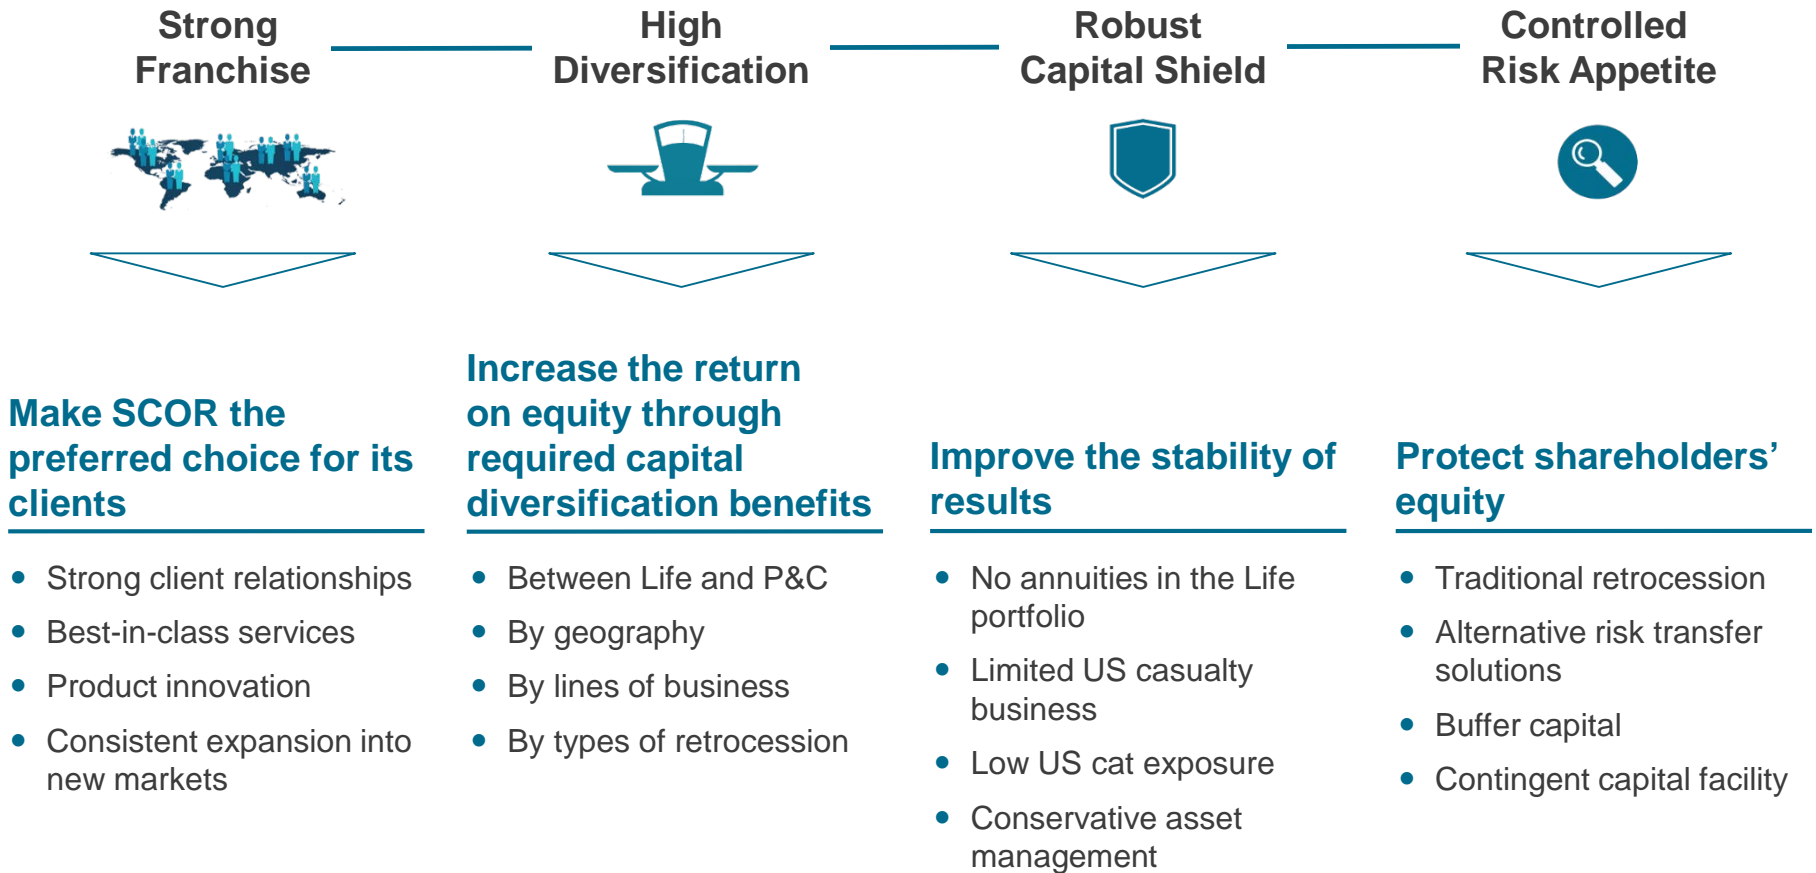 Strong
Franchise
High
Diversification
Robust
Capital Shield
Controlled
Risk Appetite
Make SCOR the
preferred choice for its
clients
• Strong client relationships
• Best-in-class services
• Product innovation
• Consistent expansion into
new markets
Increase the return
on equity through
required capital
diversification benefits
• Between Life and P&C
• By geography
• By lines of business
• By types of retrocession
Improve the stability of
results
• No annuities in the Life
portfolio
• Limited US casualty
business
• Low US cat exposure
• Conservative asset
management
Protect shareholders’
equity
• Traditional retrocession
• Alternative risk transfer
solutions
• Buffer capital
• Contingent capital facility